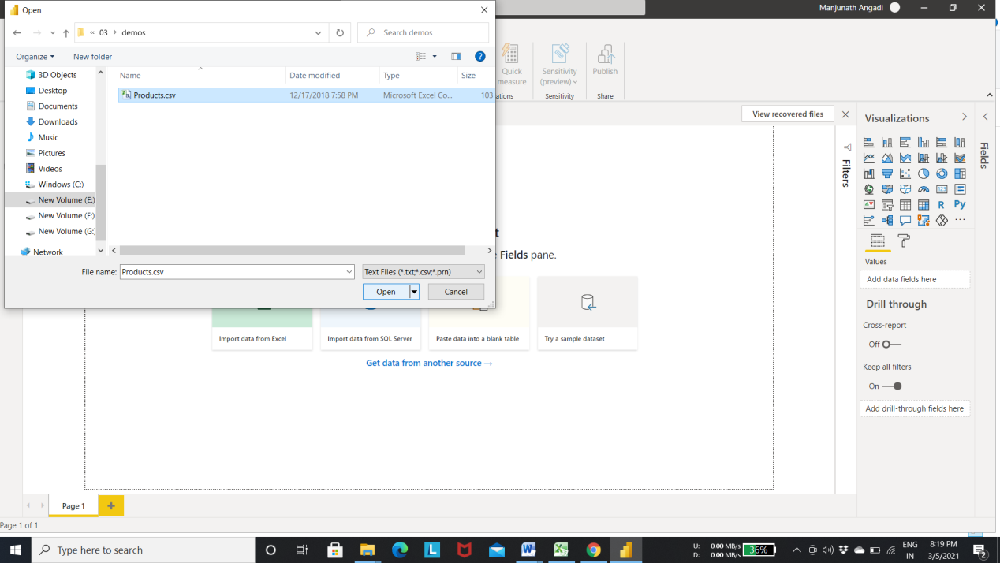 Open
Manjunath Angadi
« 03 > demos
Search demos
Organize
New folder
?
Name
Date modified
Type
Size
Products.csv
12/17/2018 7:58 PM
Microsoft Excel Co...
103
3D Objects
Desktop
Documents
Downloads
Music
Pictures
Videos
Windows (C:)
New Volume (E:)
New Volume (F:)
New Volume (G:)
Network
File name:
Products.csv
Text Files (*.txt;*.csv;*.prn)
Open
Cancel
Quick
measure
Sensitivity
(preview)
Publish
ations
Sensitivity
Share
View recovered files
Visualizations
Fields
Filters
R
Py
123
...
Values
Add data fields here
Drill through
Cross-report
Off
Keep all filters
On
Add drill-through fields here
t
Fields pane.
Import data from Excel
Import data from SQL Server
Paste data into a blank table
Try a sample dataset
Get data from another source →
Page 1
+
Page 1 of 1
Type here to search
L
W
U: 0.00 MB/s
D: 0.00 MB/s
36%
ENG
IN
8:19 PM
3/5/2021
2